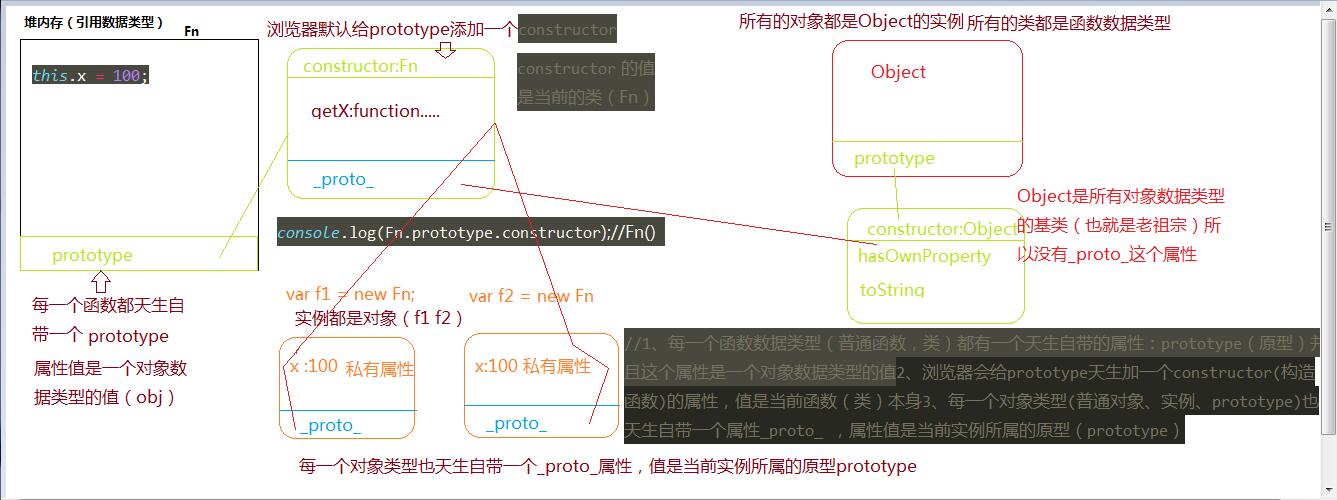 堆内存（引用数据类型）
Fn
this.x = 100;
prototype
每一个函数都天生自
带一个 prototype
属性值是一个对象数
据类型的值（obj）
浏览器默认给prototype添加一个constructor
constructor 的值
是当前的类（Fn）
constructor:Fn
getX:function.....
_proto_
console.log(Fn.prototype.constructor);//Fn()
var f1 = new Fn;
实例都是对象（f1 f2）
x :100 私有属性
_proto_
var f2 = new Fn
x:100 私有属性
_proto_
每一个对象类型也天生自带一个_proto_属性，值是当前实例所属的原型prototype
所有的对象都是Object的实例 所有的类都是函数数据类型
Object
prototype
constructor:Object
hasOwnProperty
toString
Object是所有对象数据类型
的基类（也就是老祖宗）所
以没有_proto_这个属性
//1、每一个函数数据类型（普通函数，类）都有一个天生自带的属性：prototype（原型）并
且这个属性是一个对象数据类型的值2、浏览器会给prototype天生加一个constructor(构造
函数)的属性，值是当前函数（类）本身3、每一个对象类型(普通对象、实例、prototype)也
天生自带一个属性_proto_ ，属性值是当前实例所属的原型（prototype）